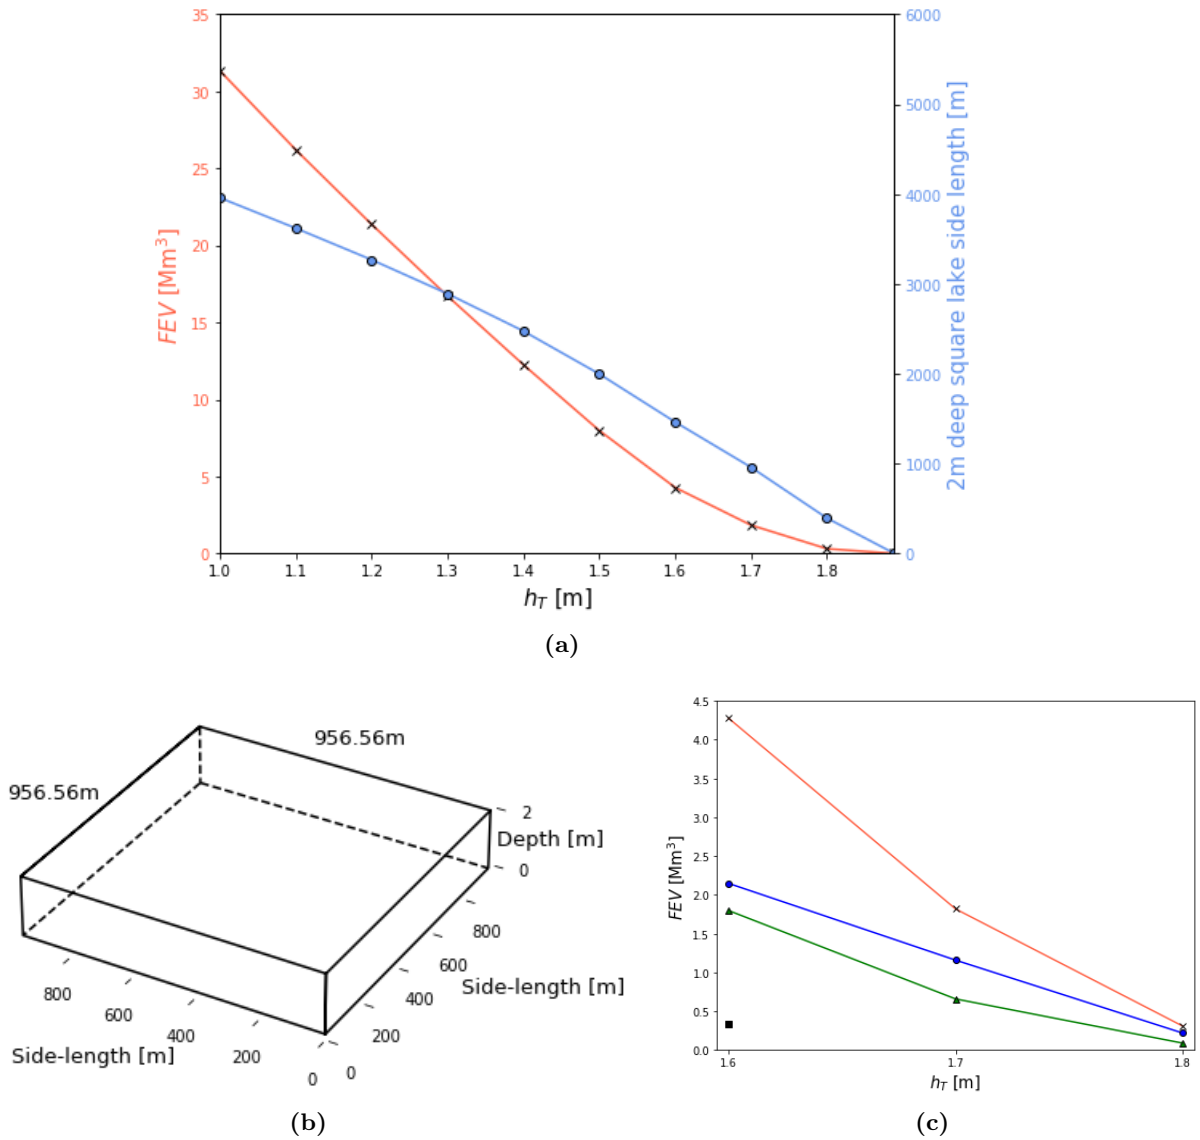 35
30
25
20
15
10
5
0
FEV [Mm³]
6000
5000
4000
3000
2000
1000
0
2m deep square lake side length [m]
1.0 1.1 1.2 1.3 1.4 1.5 1.6 1.7 1.8
h_T [m]
(a)
956.56m
956.56m
2
Depth [m]
0
800
600
400
200
0
Side-length [m]
800
600
400
200
0
Side-length [m]
(b)
4.5
4.0
3.5
3.0
2.5
2.0
1.5
1.0
0.5
0.0
FEV [Mm³]
1.6 1.7 1.8
h_T [m]
(c)